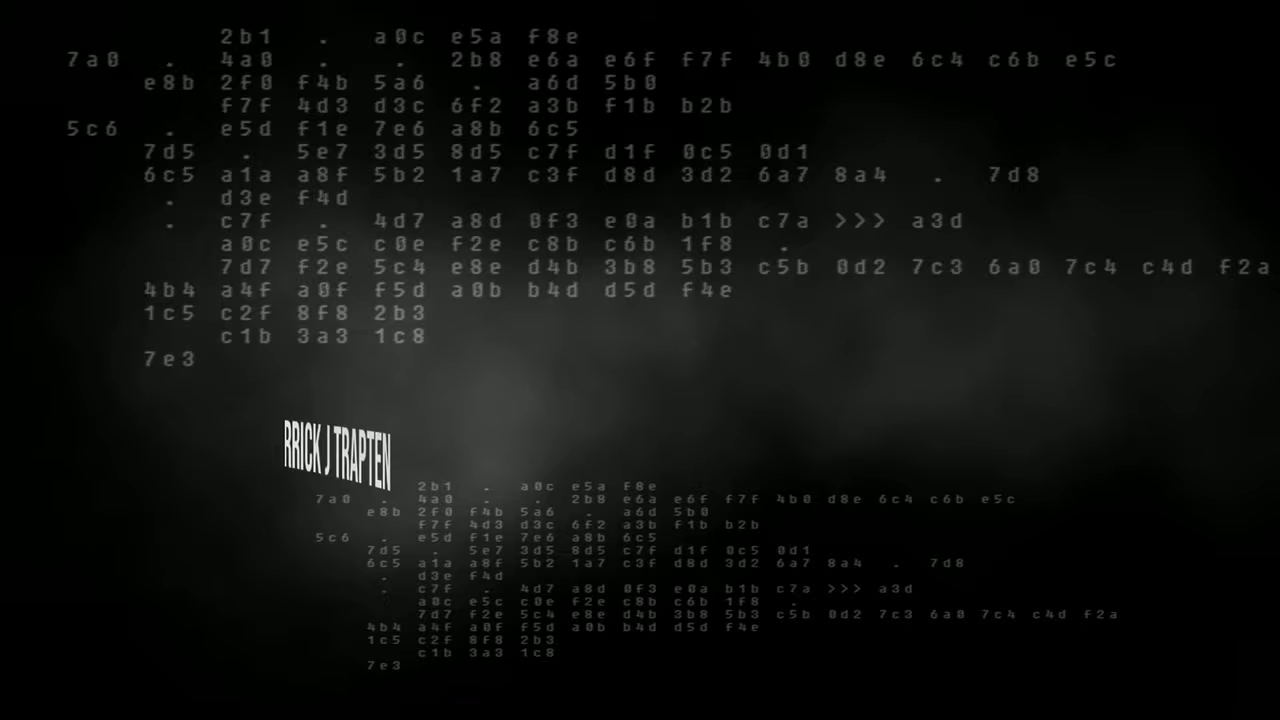 2b1 . a0c e5a f8e
7a0 . 4a0 . . 2b8 e6a e6f f7f 4b0 d8e 6c4 c6b e5c
e8b 2f0 f4b 5a6 . a6d 5b0
f7f 4d3 d3c 6f2 a3b f1b b2b
5c6 . e5d f1e 7e6 a8b 6c5
7d5 . 5e7 3d5 8d5 c7f d1f 0c5 0d1
6c5 a1a a8f 5b2 1a7 c3f d8d 3d2 6a7 8a4 . 7d8
. d3e f4d
. c7f . 4d7 a8d 0f3 e0a b1b c7a >>> a3d
a0c e5c c0e f2e c8b c6b 1f8 .
7d7 f2e 5c4 e8e d4b 3b8 5b3 c5b 0d2 7c3 6a0 7c4 c4d f2a
4b4 a4f a0f f5d a0b b4d d5d f4e
1c5 c2f 8f8 2b3
c1b 3a3 1c8
7e3
RRICK J TRAPTEN
2b1 . a0c e5a f8e
7a0 . 4a0 . . 2b8 e6a e6f f7f 4b0 d8e 6c4 c6b e5c
e8b 2f0 f4b 5a6 . a6d 5b0
f7f 4d3 d3c 6f2 a3b f1b b2b
5c6 . e5d f1e 7e6 a8b 6c5
7d5 . 5e7 3d5 8d5 c7f d1f 0c5 0d1
6c5 a1a a8f 5b2 1a7 c3f d8d 3d2 6a7 8a4 . 7d8
. d3e f4d
. c7f . 4d7 a8d 0f3 e0a b1b c7a >>> a3d
a0c e5c c0e f2e c8b c6b 1f8 .
7d7 f2e 5c4 e8e d4b 3b8 5b3 c5b 0d2 7c3 6a0 7c4 c4d f2a
4b4 a4f a0f f5d a0b b4d d5d f4e
1c5 c2f 8f8 2b3
c1b 3a3 1c8
7e3